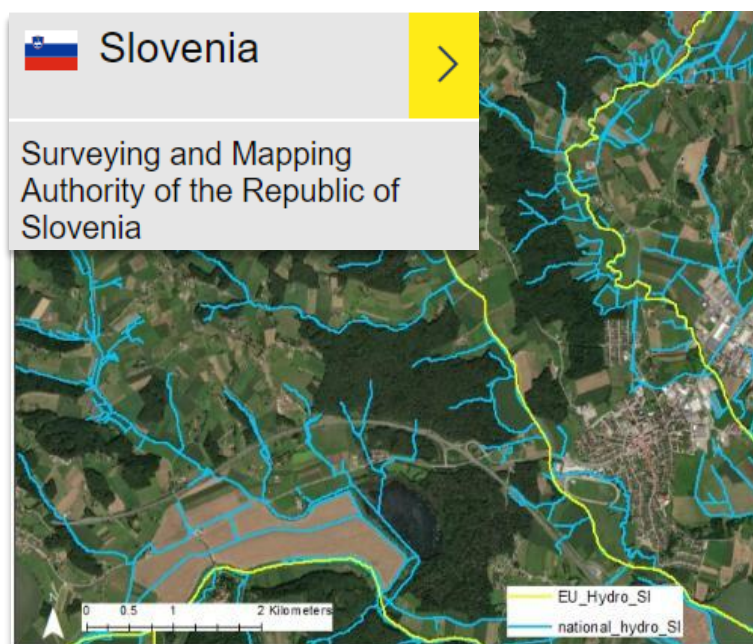 Slovenia
Surveying and Mapping
Authority of the Republic of
Slovenia
N
0 0.5 1 2 Kilometers
EU_Hydro_SI
national_hydro_SI